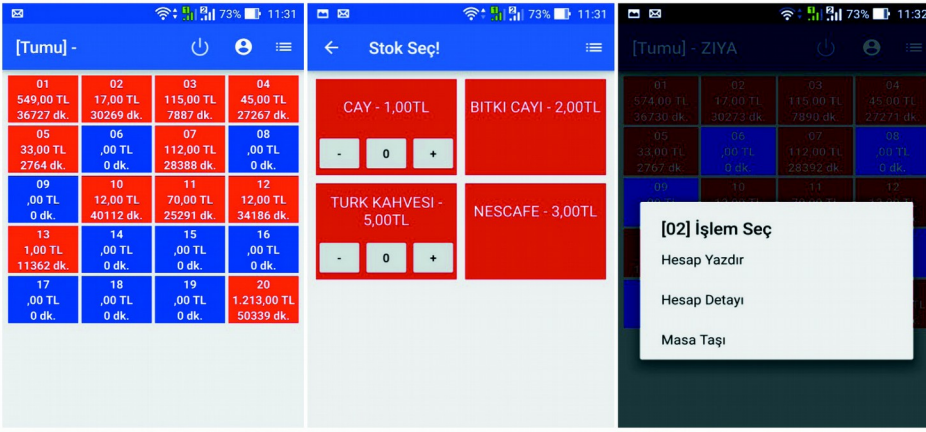 73% 11:31
[Tumu] -
01 02 03 04
549,00 TL 17,00 TL 115,00 TL 45,00 TL
36727 dk. 30269 dk. 7887 dk. 27267 dk.
05 06 07 08
33,00 TL ,00 TL 112,00 TL ,00 TL
2764 dk. 0 dk. 28388 dk. 0 dk.
09 10 11 12
,00 TL 12,00 TL 70,00 TL 12,00 TL
0 dk. 40112 dk. 25291 dk. 34186 dk.
13 14 15 16
1,00 TL ,00 TL ,00 TL ,00 TL
11362 dk. 0 dk. 0 dk. 0 dk.
17 18 19 20
,00 TL ,00 TL ,00 TL 1.213,00 TL
0 dk. 0 dk. 0 dk. 50339 dk.
73% 11:31
Stok Seç!
CAY - 1,00TL BITKI CAYI - 2,00TL
- 0 +
TURK KAHVESI - NESCAFE - 3,00TL
5,00TL
- 0 +
73% 11:32
[Tumu] - ZIYA
01 02 03 04
574,00 TL 17,00 TL 115,00 TL 45,00 TL
36730 dk. 30273 dk. 7890 dk. 27271 dk.
05 06 07 08
33,00 TL ,00 TL 112,00 TL ,00 TL
2767 dk. 0 dk. 28392 dk. 0 dk.
09 10 11 12
[02] İşlem Seç
Hesap Yazdır
Hesap Detayı
Masa Taşı